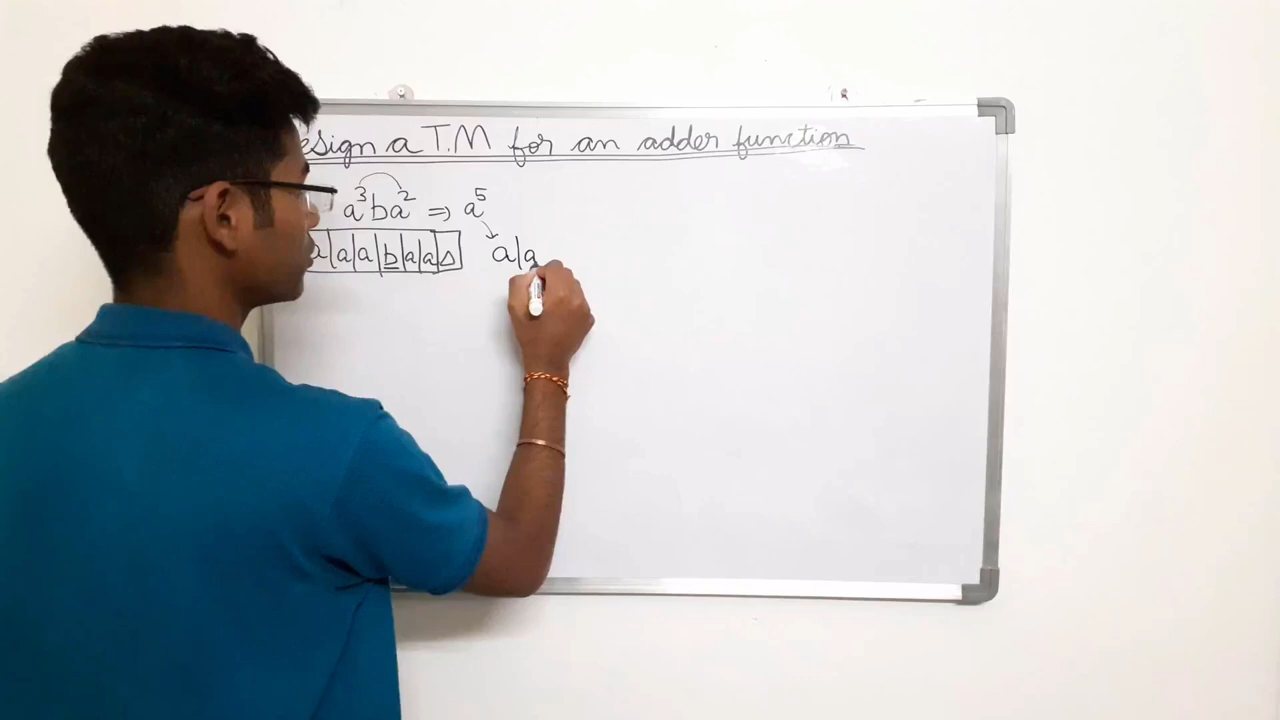 esign a T.M for an adder function
a³ba² ⇒ a⁵
a|a|a|b|a|a|Δ a|a